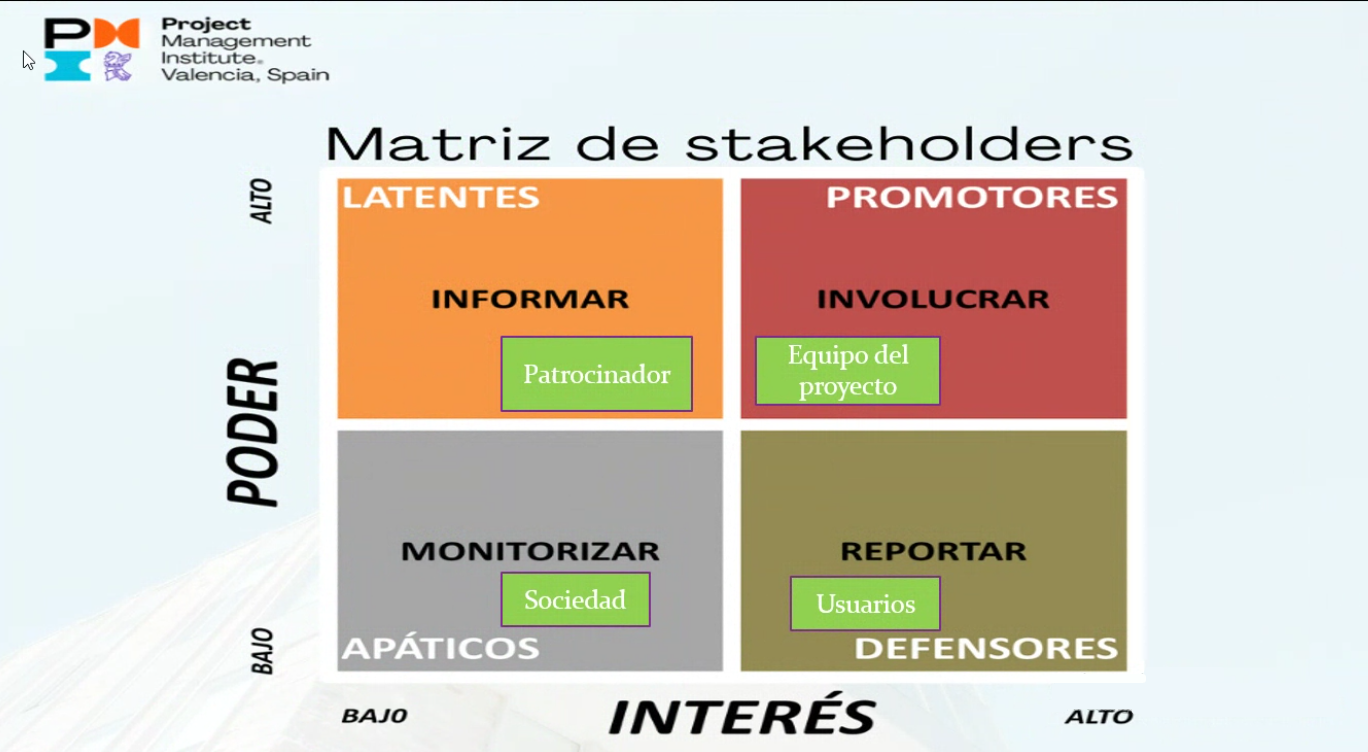 PM
Project
Management
Institute.
Valencia, Spain
Matriz de stakeholders
ALTO
PODER
BAJO
LATENTES
INFORMAR
Patrocinador
PROMOTORES
INVOLUCRAR
Equipo del
proyecto
MONITORIZAR
Sociedad
APÁTICOS
REPORTAR
Usuarios
DEFENSORES
BAJO
INTERÉS
ALTO